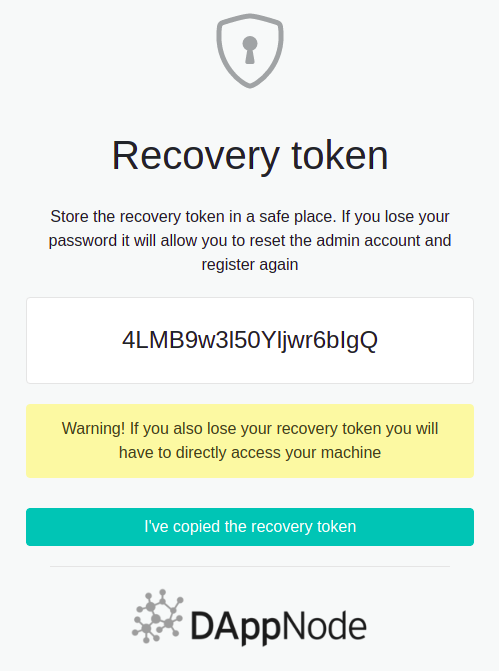 Recovery token
Store the recovery token in a safe place. If you lose your
password it will allow you to reset the admin account and
register again
4LMB9w3l50Yljwr6bIgQ
Warning! If you also lose your recovery token you will
have to directly access your machine
I've copied the recovery token
DAppNode